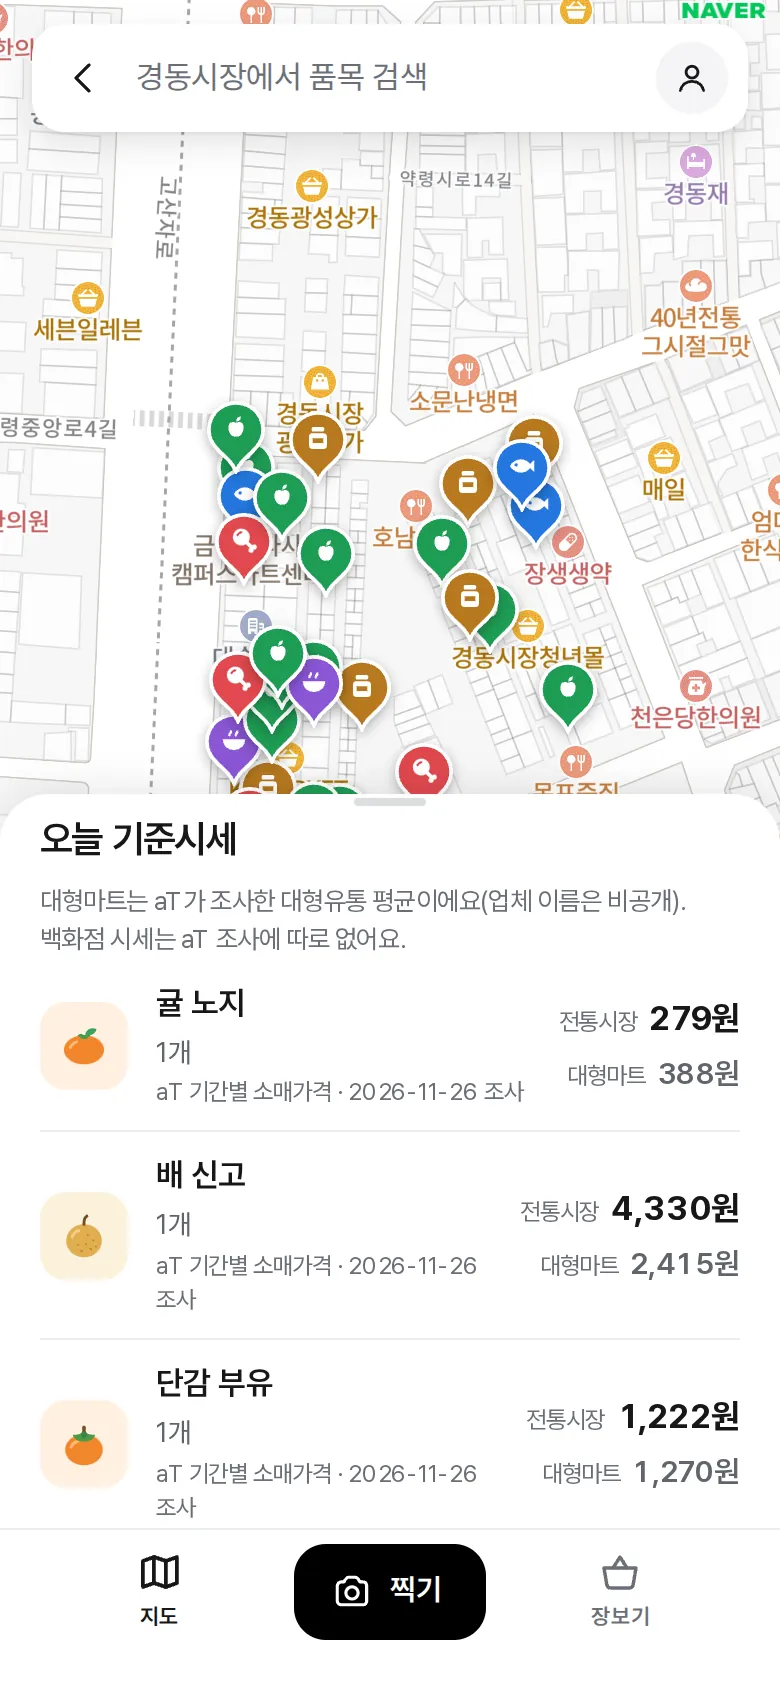 NAVER
경동시장에서 품목 검색
약령시로14길
경동재
경동광성상가
고산자로
세븐일레븐
40년전통
그시절그맛
소문난냉면
경동시장
령중앙로4길
매일
한의원
호남
장생생약
경동시장청년몰
천은당한의원
오늘 기준시세
대형마트는 aT가 조사한 대형유통 평균이에요(업체 이름은 비공개).
백화점 시세는 aT 조사에 따로 없어요.
귤 노지
전통시장 279원
1개
대형마트 388원
aT 기간별 소매가격 · 2026-11-26 조사
배 신고
전통시장 4,330원
1개
대형마트 2,415원
aT 기간별 소매가격 · 2026-11-26
조사
단감 부유
전통시장 1,222원
1개
대형마트 1,270원
aT 기간별 소매가격 · 2026-11-26
조사
지도
찍기
장보기